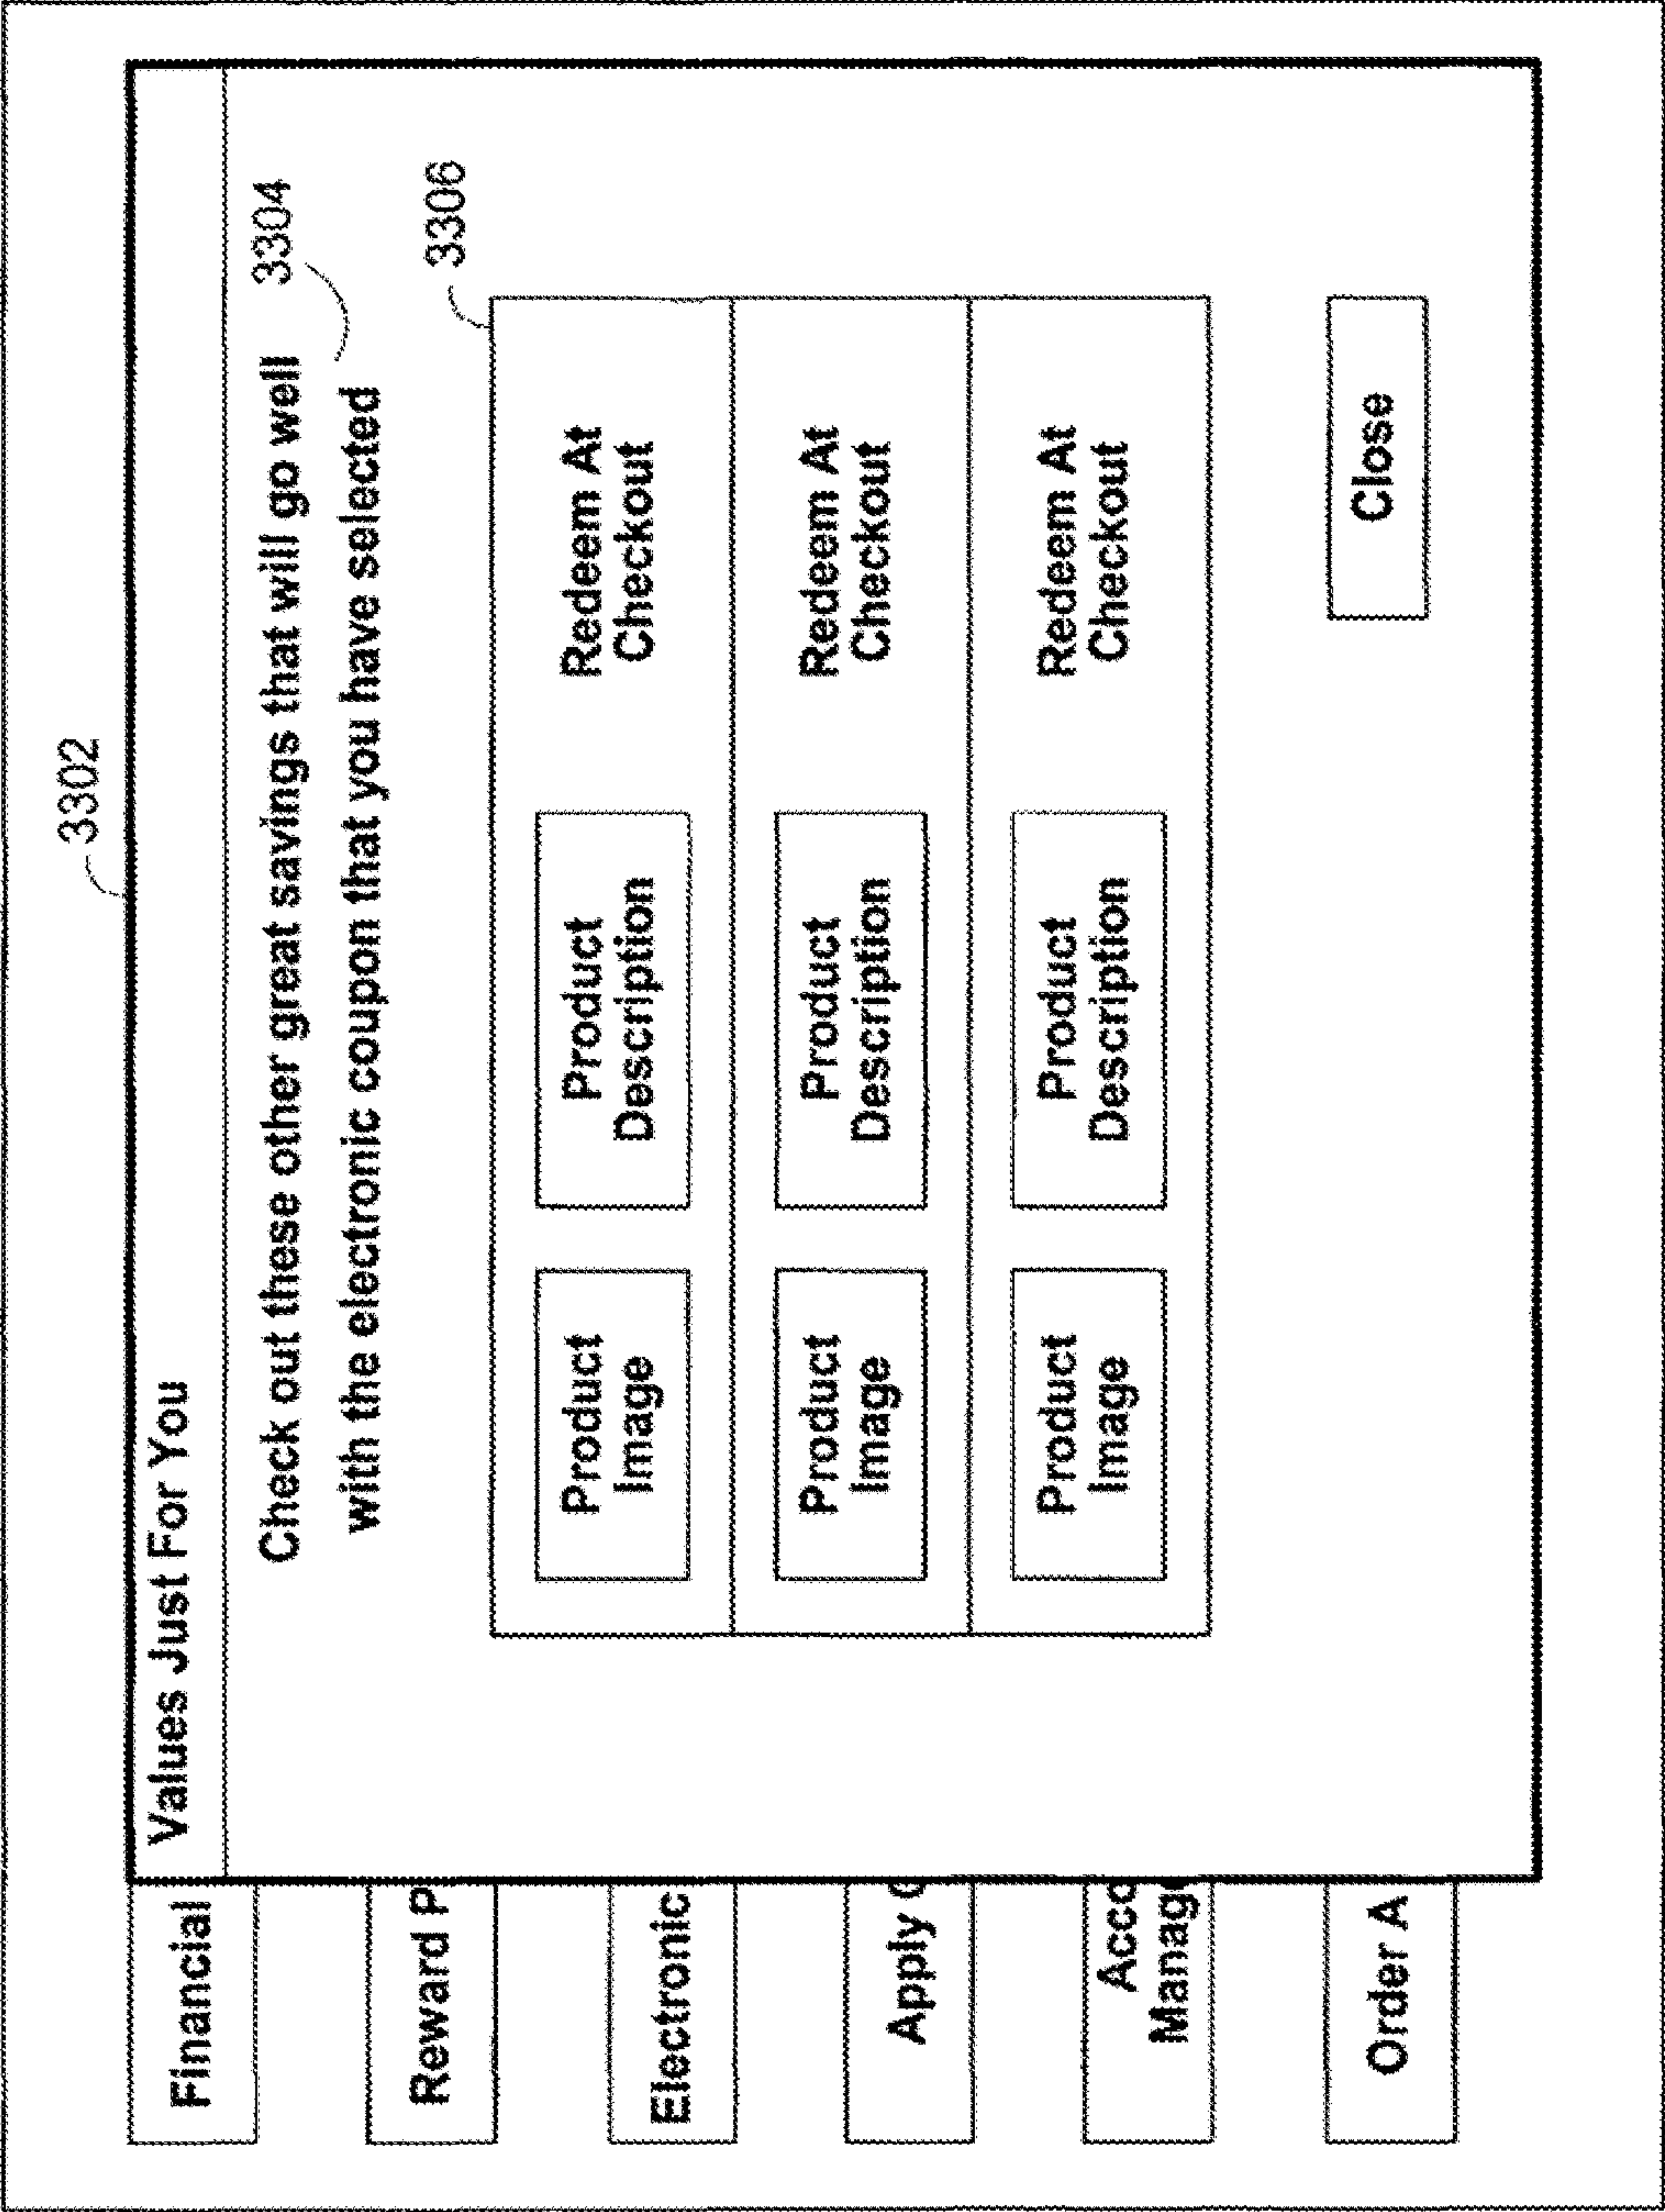 3302
Values Just For You
Check out these other great savings that will go well
with the electronic coupon that you have selected
3304
3306
Product
Image
Product
Description
Redeem At
Checkout
Product
Image
Product
Description
Redeem At
Checkout
Product
Image
Product
Description
Redeem At
Checkout
Close
Financial
Reward P
Electronic
Apply
Acco
Manag
Order A